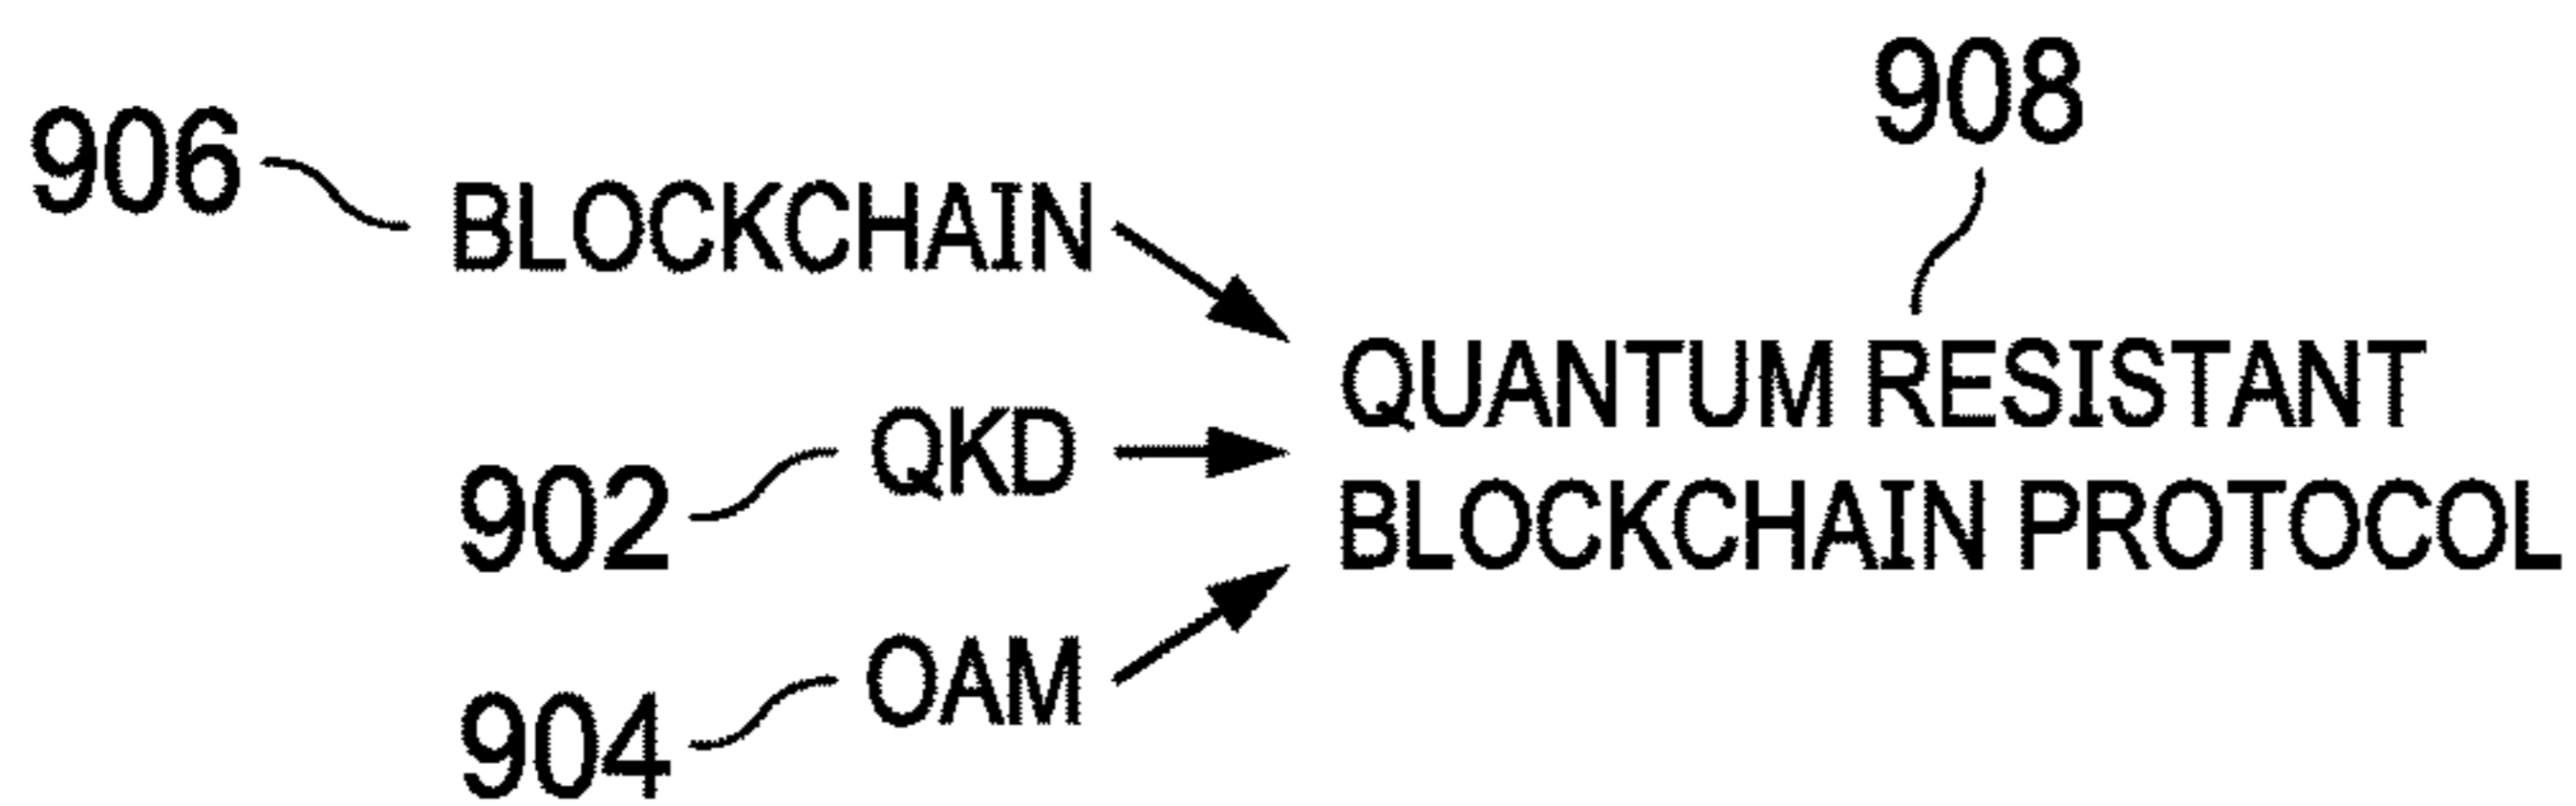 908
906
BLOCKCHAIN
QUANTUM RESISTANT
QKD
BLOCKCHAIN PROTOCOL
902
OAM
904